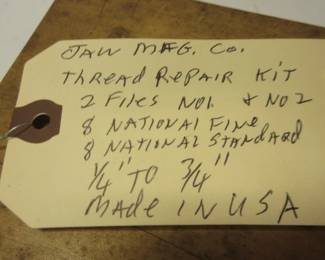 JAW MFG. Co.
Thread Repair Kit
2 Files NO1. & NO2
8 NATIONAL Fine
8 NATIONAL STANDARD
1/4" TO 3/4"
Made IN USA